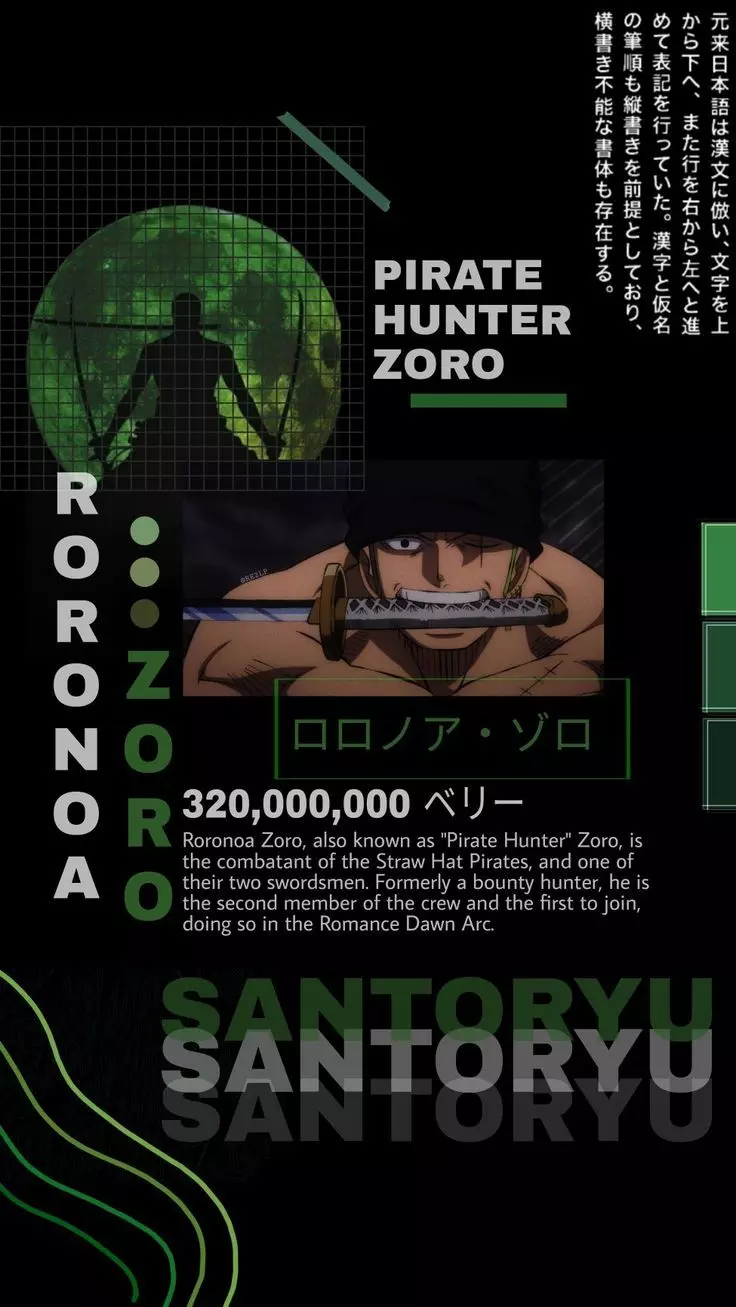 元来日本語は漢文に倣い、文字を上
から下へ、また行を右から左へと進
めて表記を行っていた。漢字と仮名
の筆順も縦書きを前提としており、
横書き不能な書体も存在する。
PIRATE
HUNTER
ZORO
RORONOA
ZORO
@REZLP
ロロノア・ゾロ
320,000,000 ベリー
Roronoa Zoro, also known as "Pirate Hunter" Zoro, is
the combatant of the Straw Hat Pirates, and one of
their two swordsmen. Formerly a bounty hunter, he is
the second member of the crew and the first to join,
doing so in the Romance Dawn Arc.
SANTORYU
SANTORYU
SANTORYU